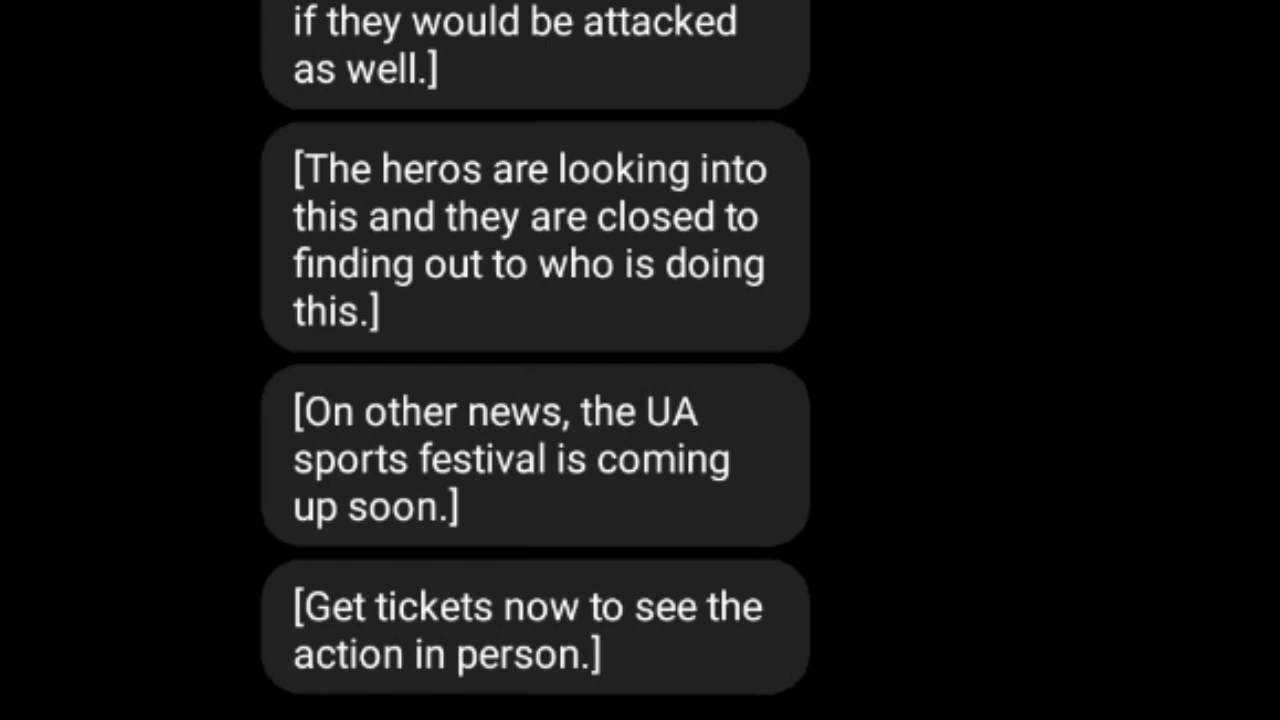 if they would be attacked
as well.]
[The heros are looking into
this and they are closed to
finding out to who is doing
this.]
[On other news, the UA
sports festival is coming
up soon.]
[Get tickets now to see the
action in person.]